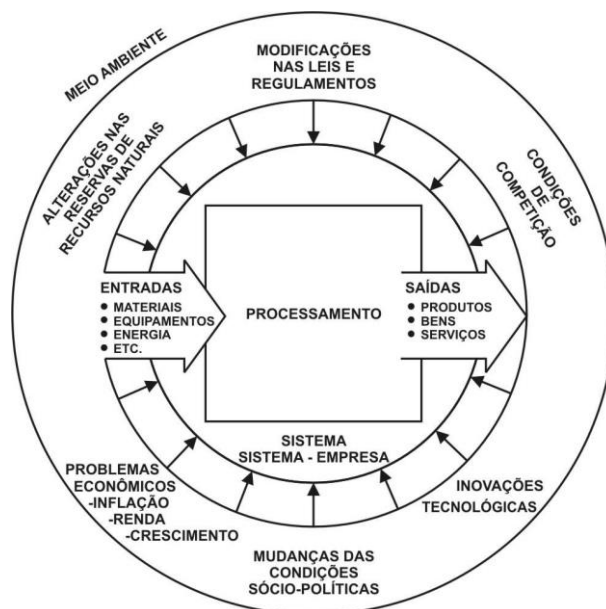 MEIO AMBIENTE
MODIFICAÇÕES
NAS LEIS E
REGULAMENTOS
ALTERAÇÕES NAS
RESERVAS DE
RECURSOS NATURAIS
CONDIÇÕES
DE
COMPETIÇÃO
ENTRADAS
• MATERIAIS
• EQUIPAMENTOS
• ENERGIA
• ETC.
PROCESSAMENTO
SAÍDAS
• PRODUTOS
• BENS
• SERVIÇOS
SISTEMA
SISTEMA - EMPRESA
PROBLEMAS
ECONÔMICOS
-INFLAÇÃO
-RENDA
-CRESCIMENTO
INOVAÇÕES
TECNOLÓGICAS
MUDANÇAS DAS
CONDIÇÕES
SÓCIO-POLÍTICAS